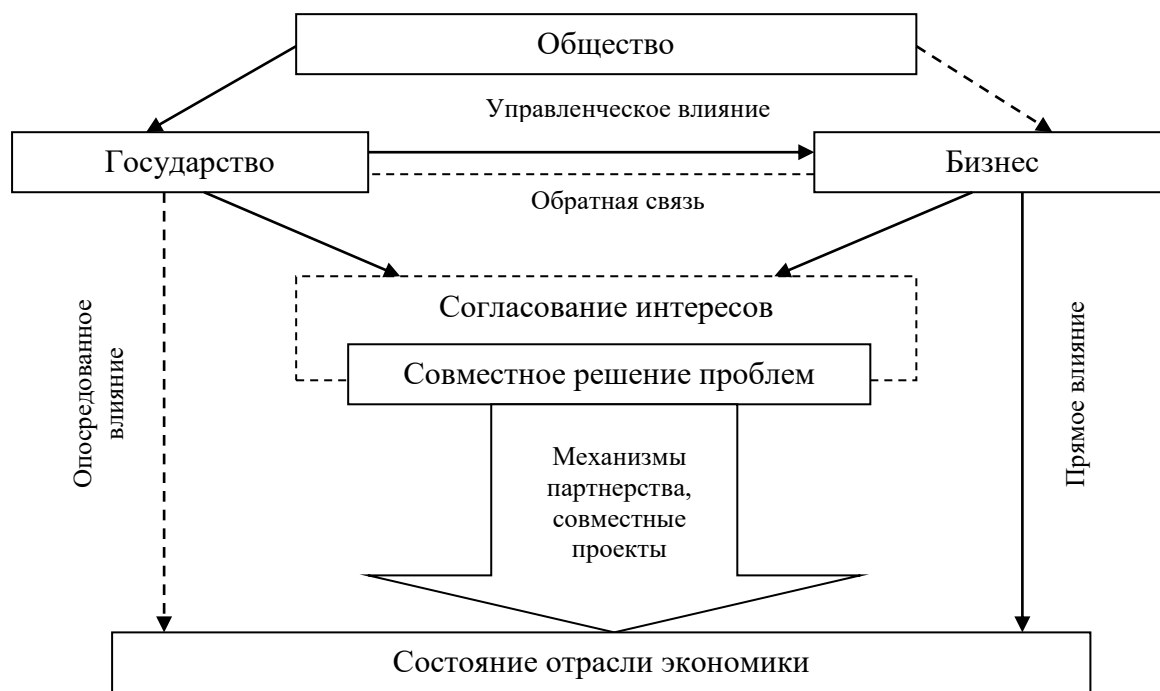 Общество
Управленческое влияние
Государство
Бизнес
Обратная связь
Согласование интересов
Совместное решение проблем
Опосредованное
влияние
Прямое влияние
Механизмы
партнерства,
совместные
проекты
Состояние отрасли экономики